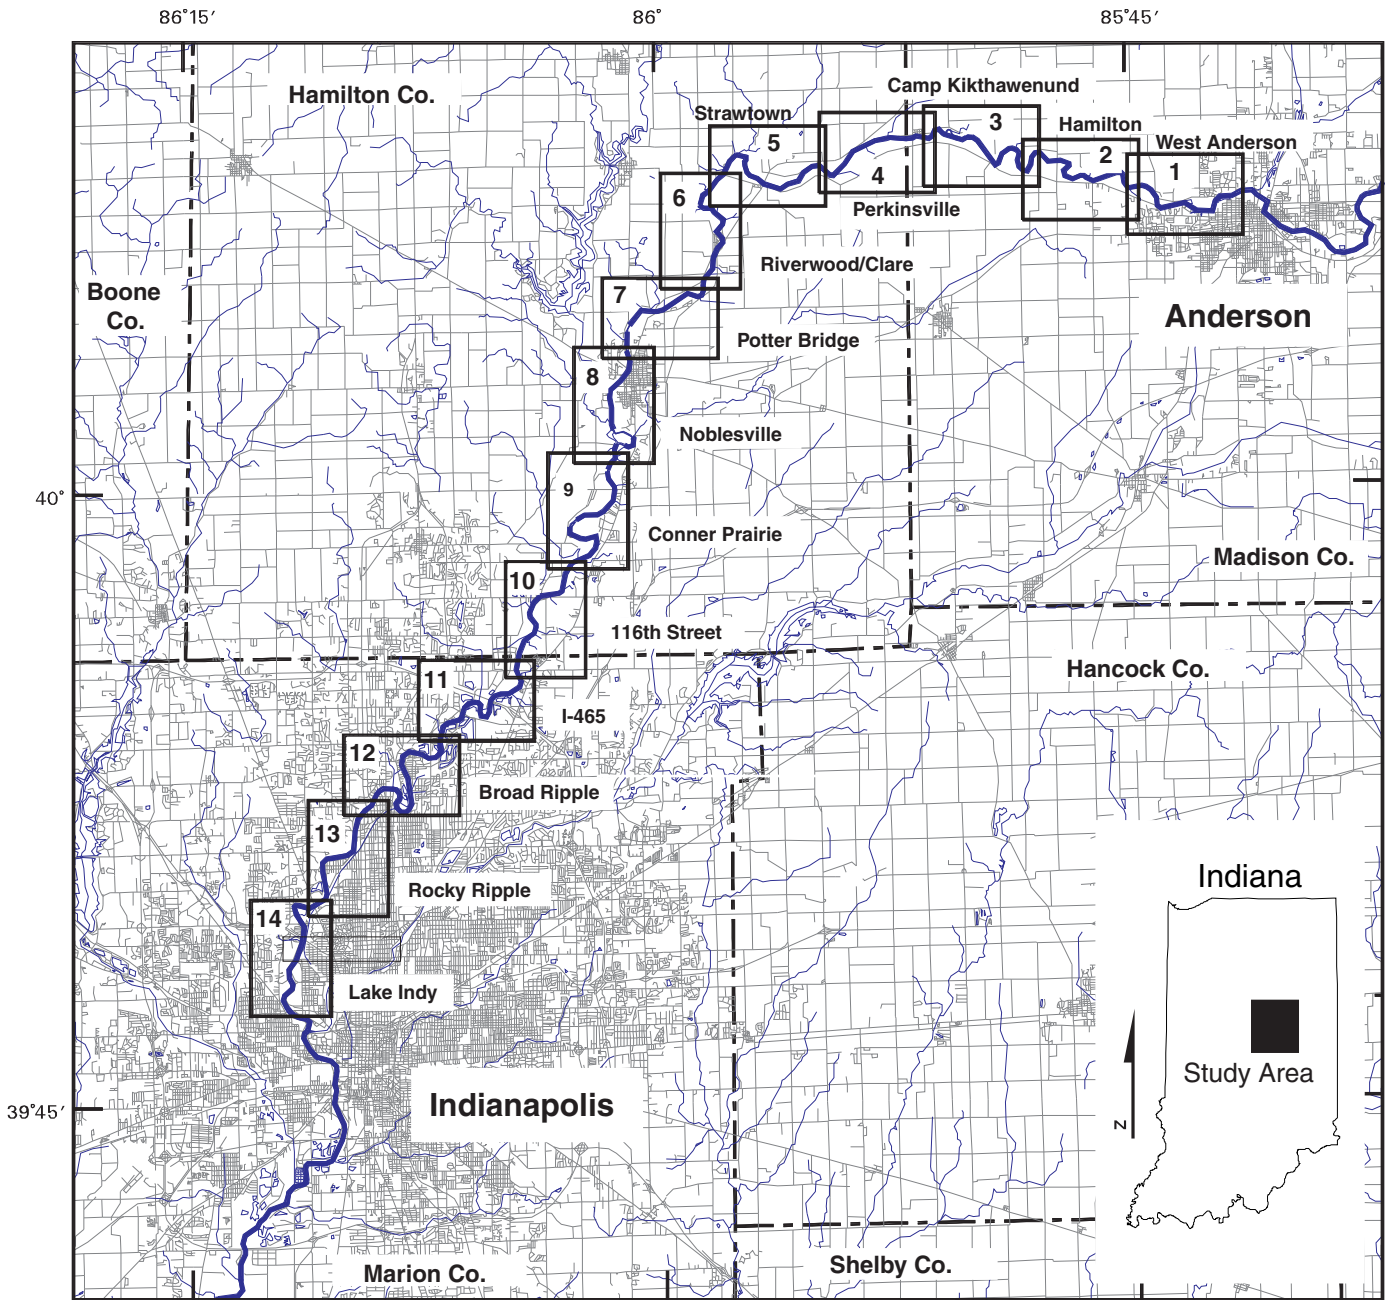 86°15′
86°
85°45′
Hamilton Co.
Camp Kikthawenund
Strawtown
3
Hamilton
5
2
West Anderson
4
1
6
Perkinsville
Riverwood/Clare
Boone
Co.
7
Anderson
Potter Bridge
8
Noblesville
9
40°
Conner Prairie
Madison Co.
10
116th Street
Hancock Co.
11
I-465
12
Broad Ripple
13
Indiana
Rocky Ripple
14
Lake Indy
Study Area
39°45′
Indianapolis
N
Shelby Co.
Marion Co.